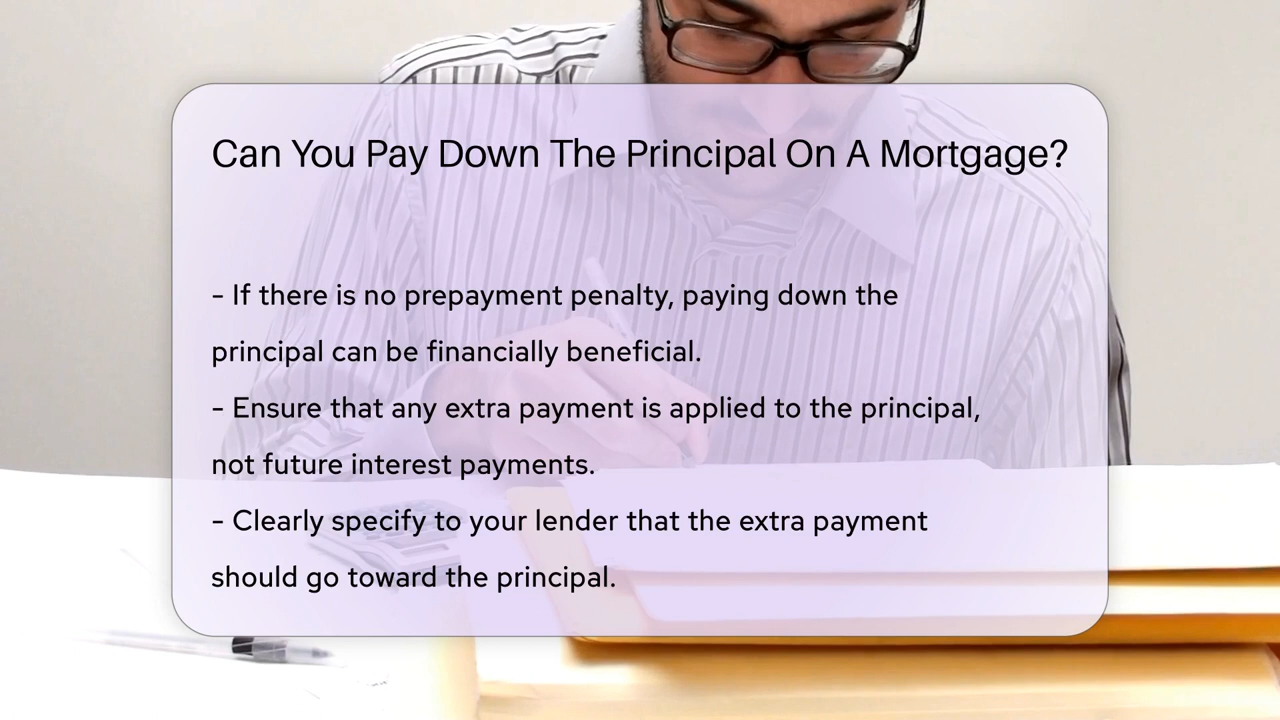 Can You Pay Down The Principal On A Mortgage?
- If there is no prepayment penalty, paying down the
principal can be financially beneficial.
- Ensure that any extra payment is applied to the principal,
not future interest payments.
- Clearly specify to your lender that the extra payment
should go toward the principal.